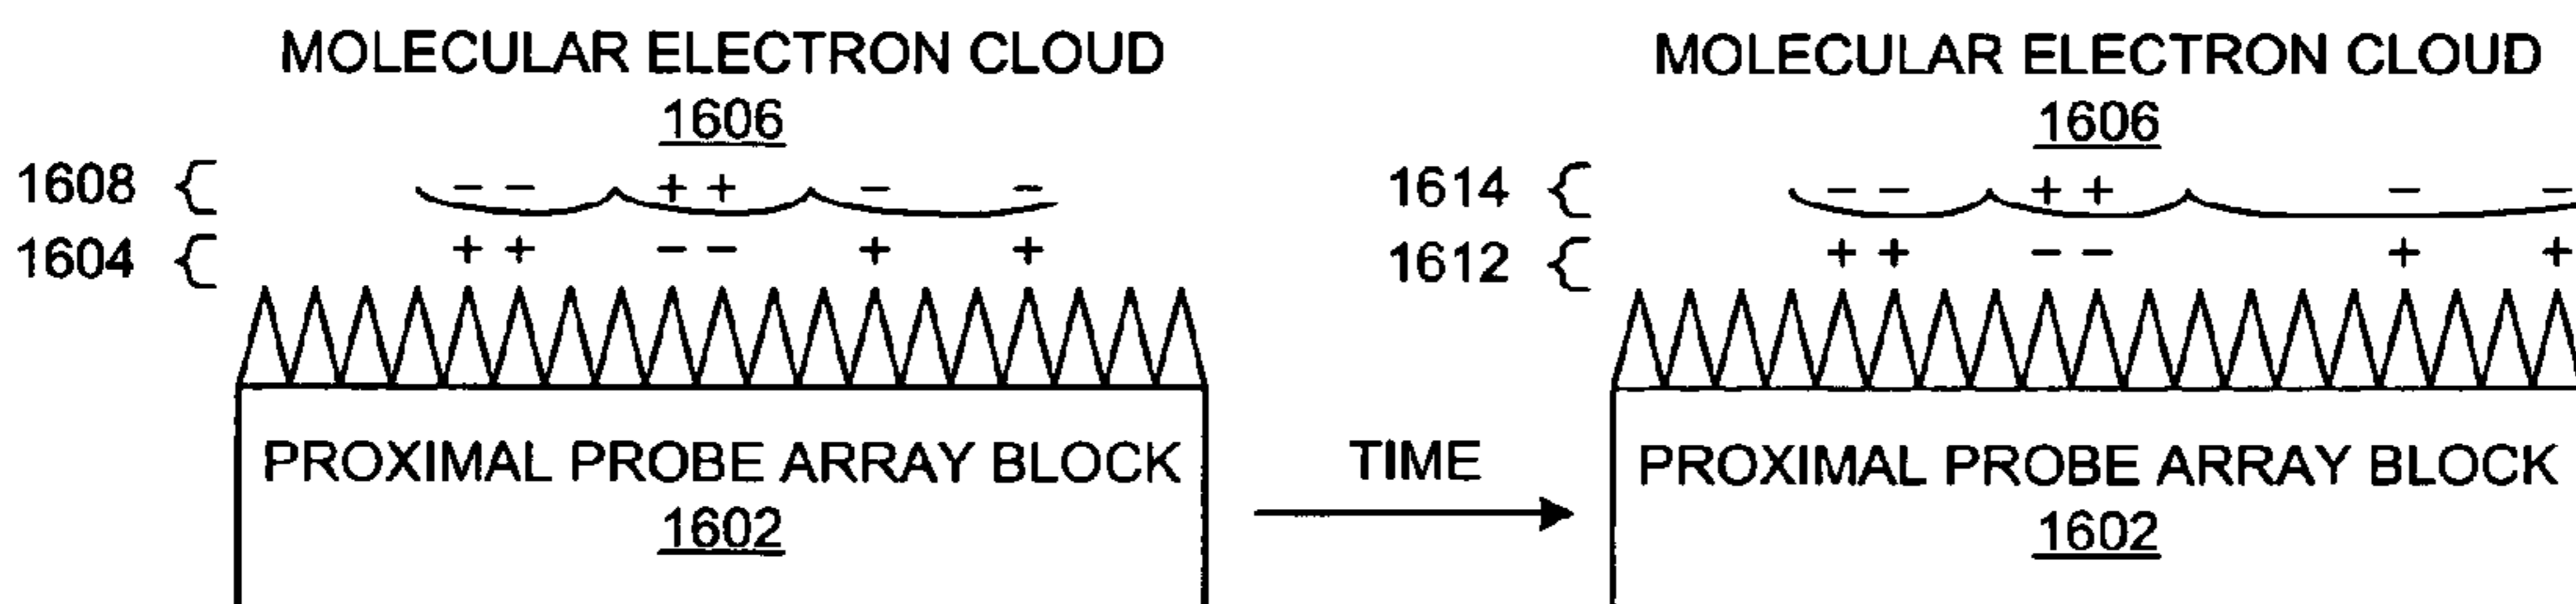 MOLECULAR ELECTRON CLOUD
1606
1608 { – – + + – –
1604 { + + – – + +
PROXIMAL PROBE ARRAY BLOCK
1602
TIME
MOLECULAR ELECTRON CLOUD
1606
1614 { – – + + – –
1612 { + + – – + +
PROXIMAL PROBE ARRAY BLOCK
1602